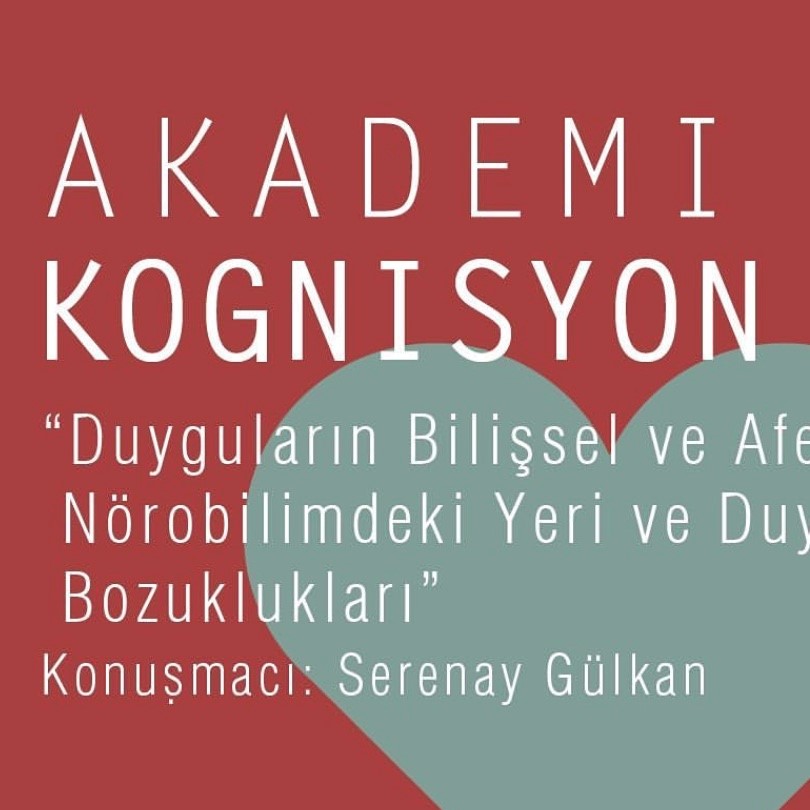 AKADEMI
KOGNISYON
“Duyguların Bilişsel ve
Nörobilimdeki Yeri ve
Bozuklukları”
Konuşmacı: Serenay Gülkan